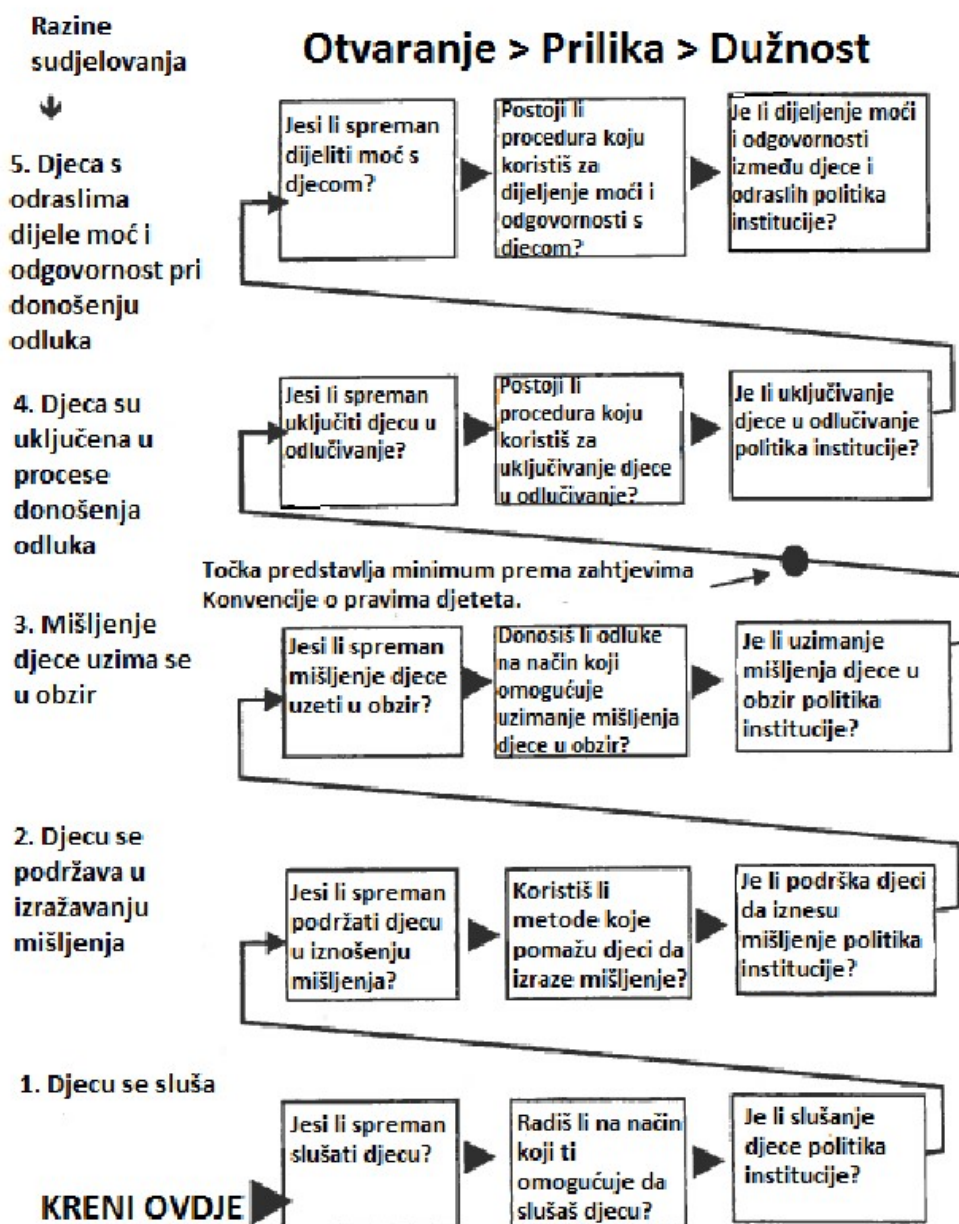 Razine
sudjelovanja
Otvaranje > Prilika > Dužnost
5. Djeca s
odraslima
dijele moć i
odgovornost pri
donošenju
odluka
Jesi li spreman
dijeliti moć s
djecom?
Postoji li
procedura koju
koristiš za
dijeljenje moći i
odgovornosti s
djecom?
Je li dijeljenje moći
i odgovornosti
između djece i
odraslih politika
institucije?
4. Djeca su
uključena u
procese
donošenja
odluka
Jesi li spreman
uključiti djecu u
odlučivanje?
Postoji li
procedura koju
koristiš za
uključivanje djece
u odlučivanje?
Je li uključivanje
djece u odlučivanje
politika institucije?
Točka predstavlja minimum prema zahtjevima
Konvencije o pravima djeteta.
3. Mišljenje
djece uzima se
u obzir
Jesi li spreman
mišljenje djece
uzeti u obzir?
Donosiš li odluke
na način koji
omogućuje
uzimanje mišljenja
djece u obzir?
Je li uzimanje
mišljenja djece u
obzir politika
institucije?
2. Djecu se
podržava u
izražavanju
mišljenja
Jesi li spreman
podržati djecu
u iznošenju
mišljenja?
Koristiš li
metode koje
pomažu djeci da
izraze mišljenje?
Je li podrška djeci
da iznesu
mišljenje politika
institucije?
1. Djecu se sluša
Jesi li spreman
slušati djecu?
Radiš li na način
koji ti
omogućuje da
slušaš djecu?
Je li slušanje
djece politika
institucije?
KRENI OVDJE